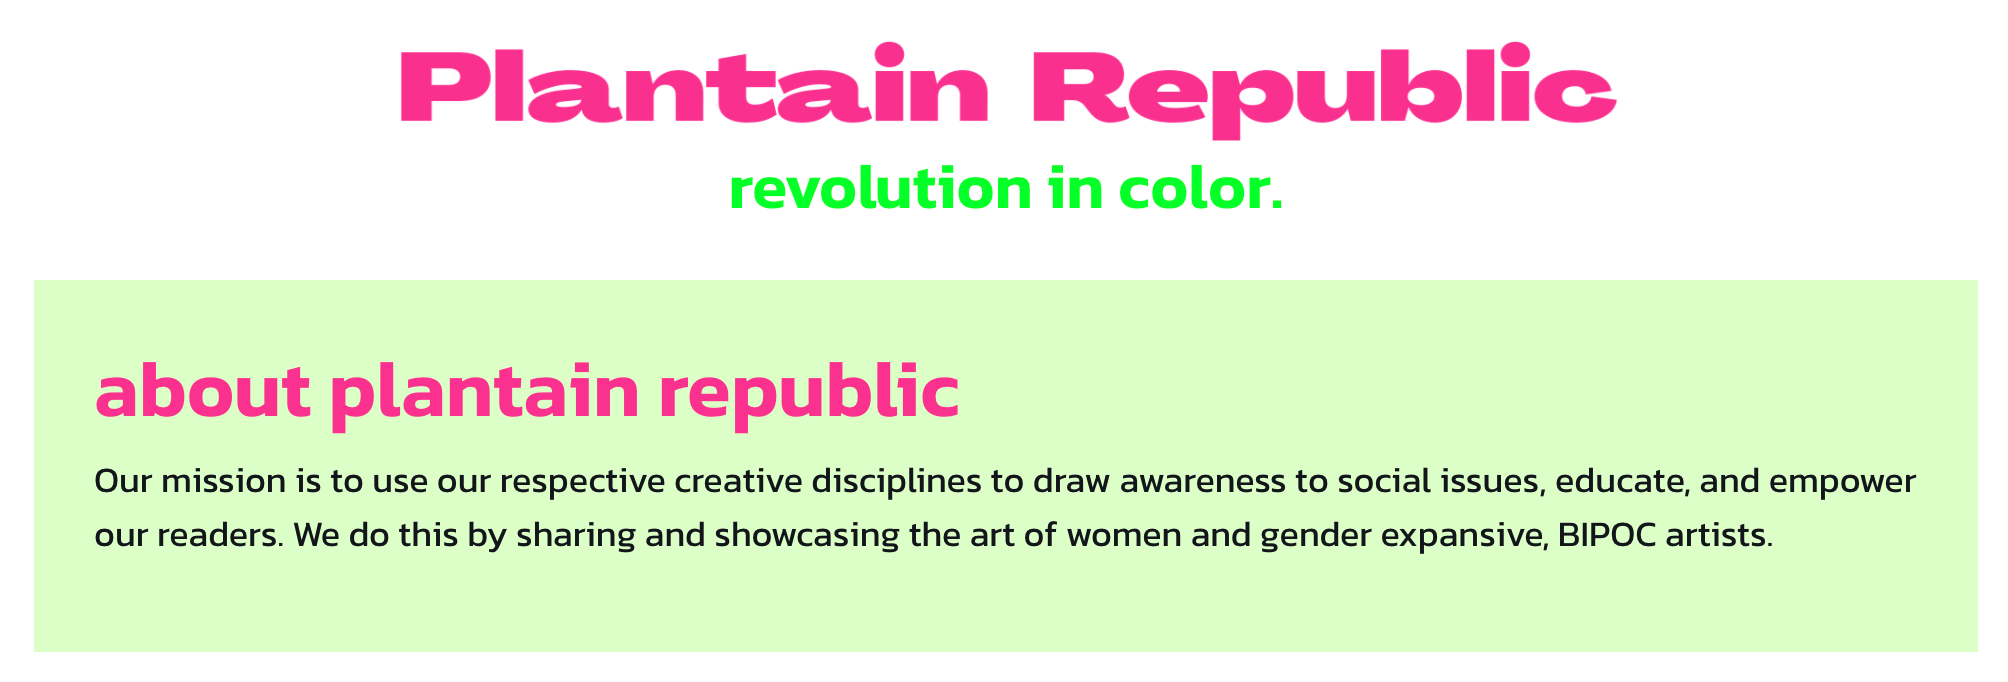 Plantain Republic
revolution in color.
about plantain republic
Our mission is to use our respective creative disciplines to draw awareness to social issues, educate, and empower
our readers. We do this by sharing and showcasing the art of women and gender expansive, BIPOC artists.